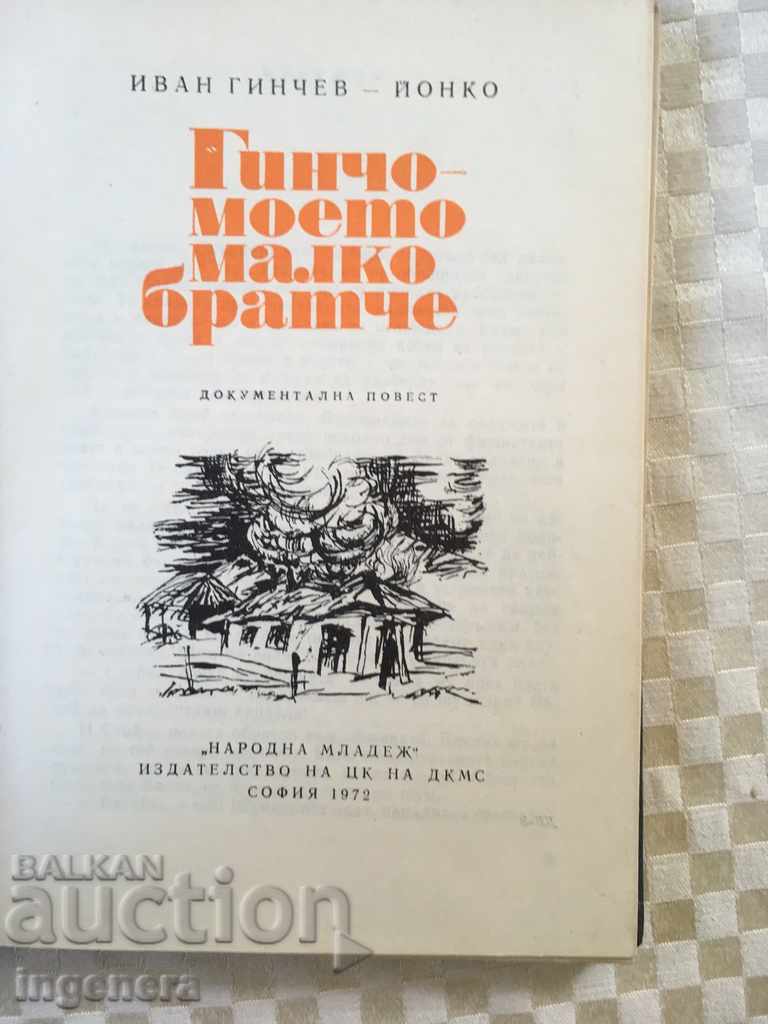 ИВАН ГИНЧЕВ – ЙОНКО
Гинчо–
моето
малко
братче
ДОКУМЕНТАЛНА ПОВЕСТ
„НАРОДНА МЛАДЕЖ“
ИЗДАТЕЛСТВО НА ЦК НА ДКМС
СОФИЯ 1972
BALKAN
auction
ingenera